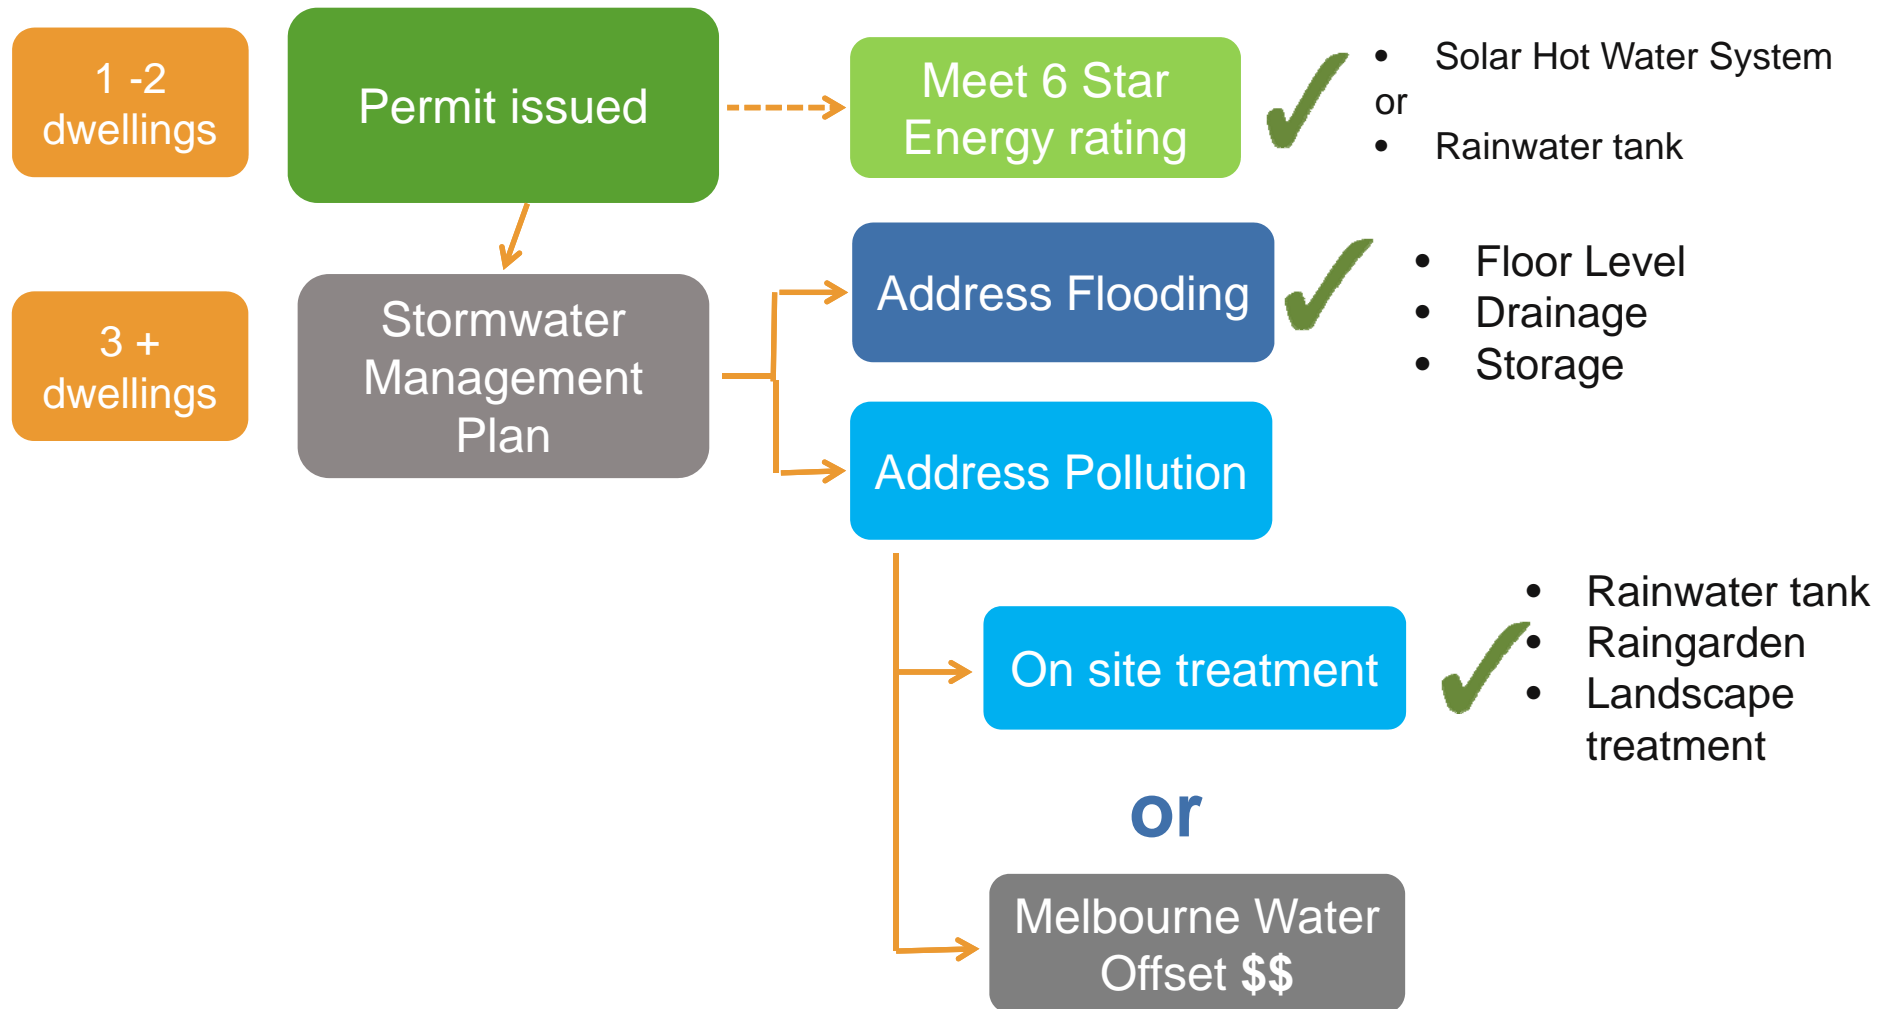 1 -2
dwellings
Permit issued
Meet 6 Star
Energy rating
• Solar Hot Water System
or
• Rainwater tank
3 +
dwellings
Stormwater
Management
Plan
Address Flooding
• Floor Level
• Drainage
• Storage
Address Pollution
On site treatment
• Rainwater tank
• Raingarden
• Landscape
treatment
or
Melbourne Water
Offset $$